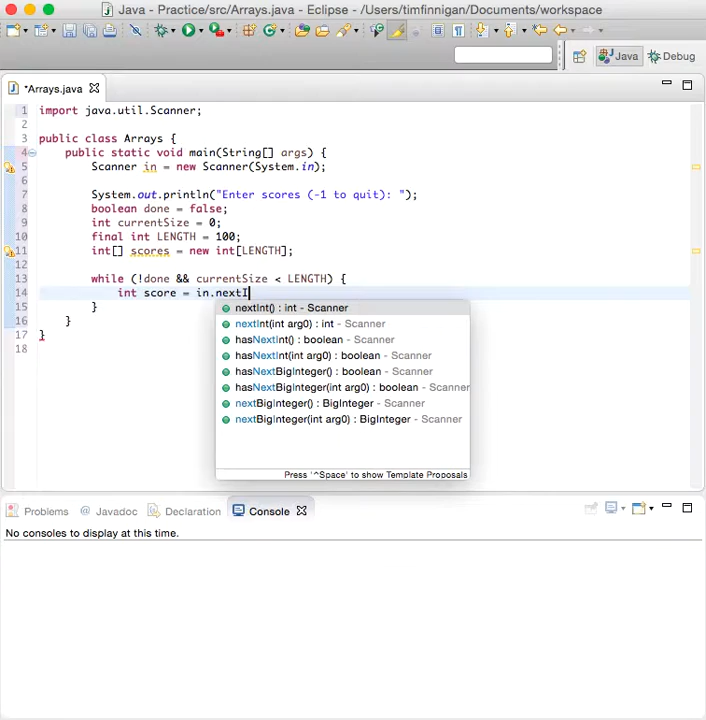 Java - Practice/src/Arrays.java - Eclipse - /Users/timfinnigan/Documents/workspace
Java Debug
*Arrays.java
1 import java.util.Scanner;
2
3 public class Arrays {
4 public static void main(String[] args) {
5 Scanner in = new Scanner(System.in);
6
7 System.out.println("Enter scores (-1 to quit): ");
8 boolean done = false;
9 int currentSize = 0;
10 final int LENGTH = 100;
11 int[] scores = new int[LENGTH];
12
13 while (!done && currentSize < LENGTH) {
14 int score = in.nextI
15 }
16 }
17 }
18
nextInt() : int - Scanner
nextInt(int arg0) : int - Scanner
hasNextInt() : boolean - Scanner
hasNextInt(int arg0) : boolean - Scanner
hasNextBigInteger() : boolean - Scanner
hasNextBigInteger(int arg0) : boolean - Scanner
nextBigInteger() : BigInteger - Scanner
nextBigInteger(int arg0) : BigInteger - Scanner
Press '^Space' to show Template Proposals
Problems @ Javadoc Declaration Console
No consoles to display at this time.